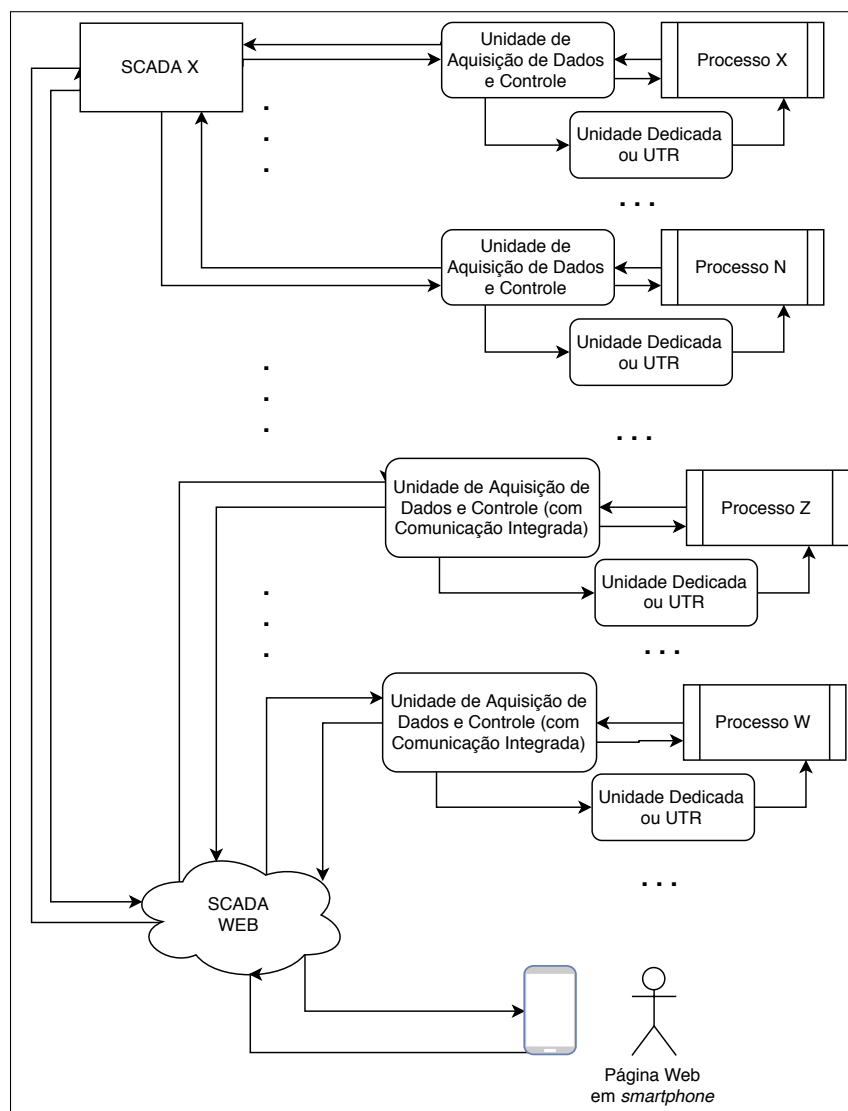 SCADA X
Unidade de
Aquisição de Dados
e Controle
Processo X
Unidade Dedicada
ou UTR
. . .
Unidade de
Aquisição de Dados
e Controle
Processo N
Unidade Dedicada
ou UTR
. . .
Unidade de Aquisição de
Dados e Controle (com
Comunicação Integrada)
Processo Z
Unidade Dedicada
ou UTR
. . .
Unidade de Aquisição de
Dados e Controle (com
Comunicação Integrada)
Processo W
Unidade Dedicada
ou UTR
. . .
SCADA
WEB
Página Web
em smartphone